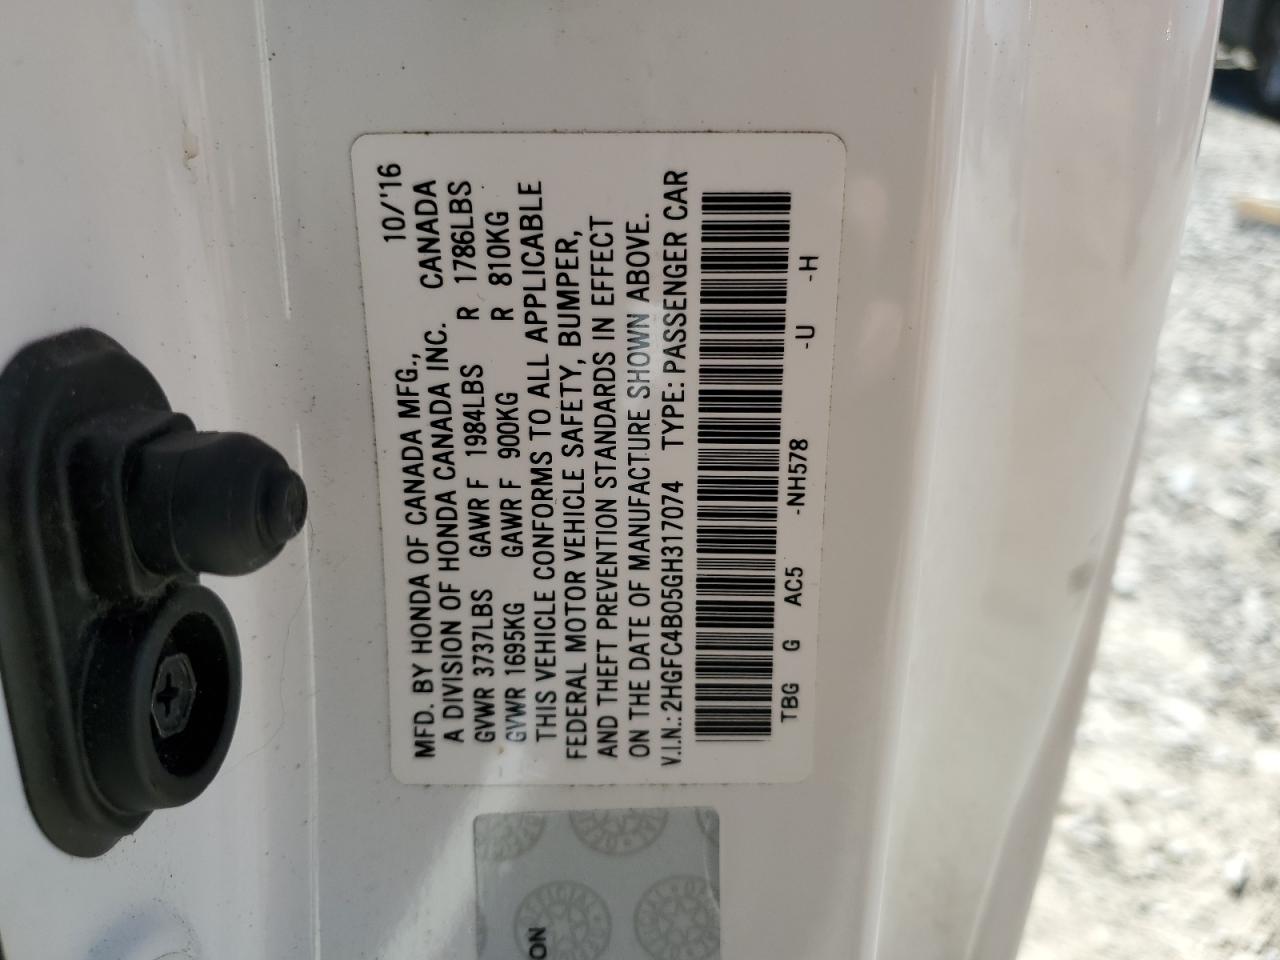 10/'16
MFD. BY HONDA OF CANADA MFG.,
A DIVISION OF HONDA CANADA INC. CANADA
GVWR 3737LBS GAWR F 1984LBS R 1786LBS
GVWR 1695KG GAWR F 900KG R 810KG
THIS VEHICLE CONFORMS TO ALL APPLICABLE
FEDERAL MOTOR VEHICLE SAFETY, BUMPER,
AND THEFT PREVENTION STANDARDS IN EFFECT
ON THE DATE OF MANUFACTURE SHOWN ABOVE.
V.I.N.: 2HGFC4B05GH317074 TYPE: PASSENGER CAR
TBG G AC5 -NH578 -U -H
ON